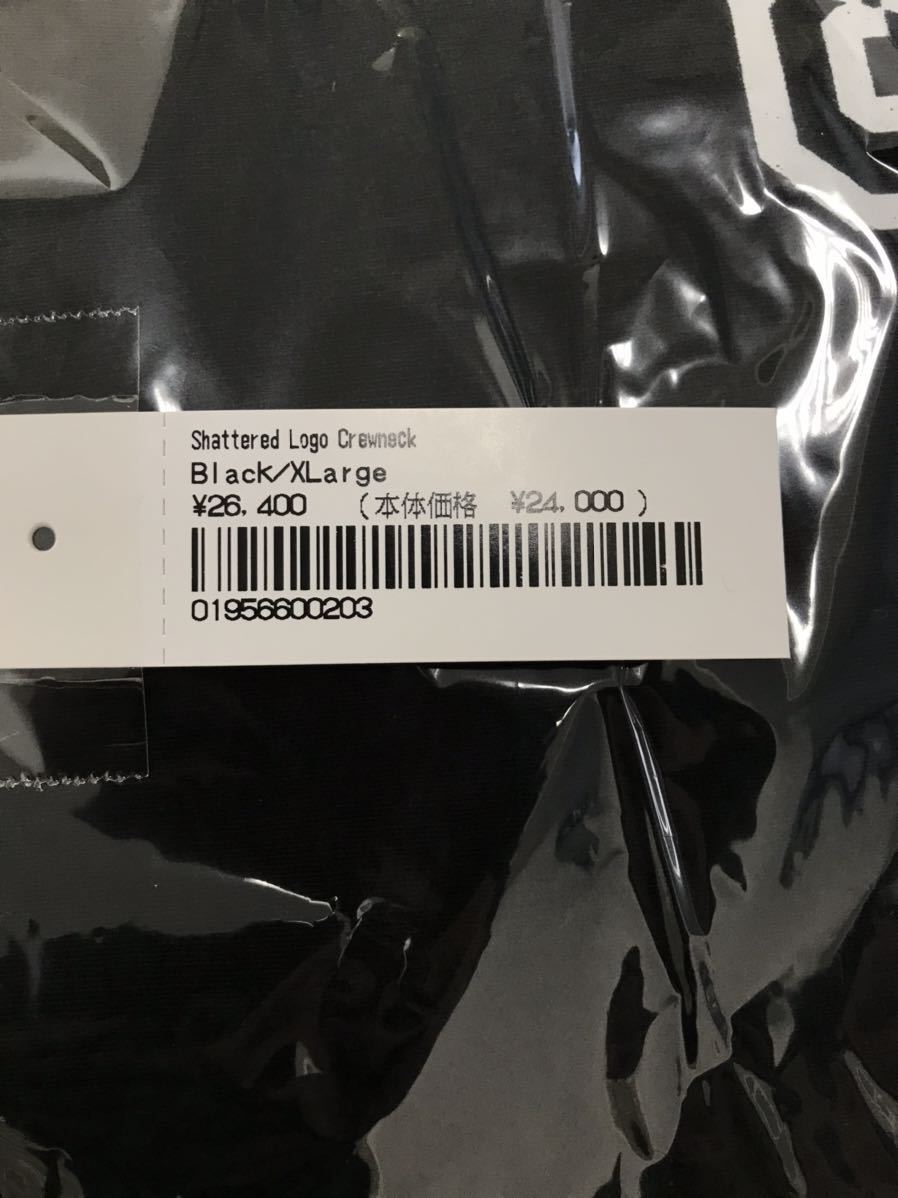 Shattered Logo Crewneck
Black/XLarge
¥26,400 (本体価格 ¥24,000)
01956600203